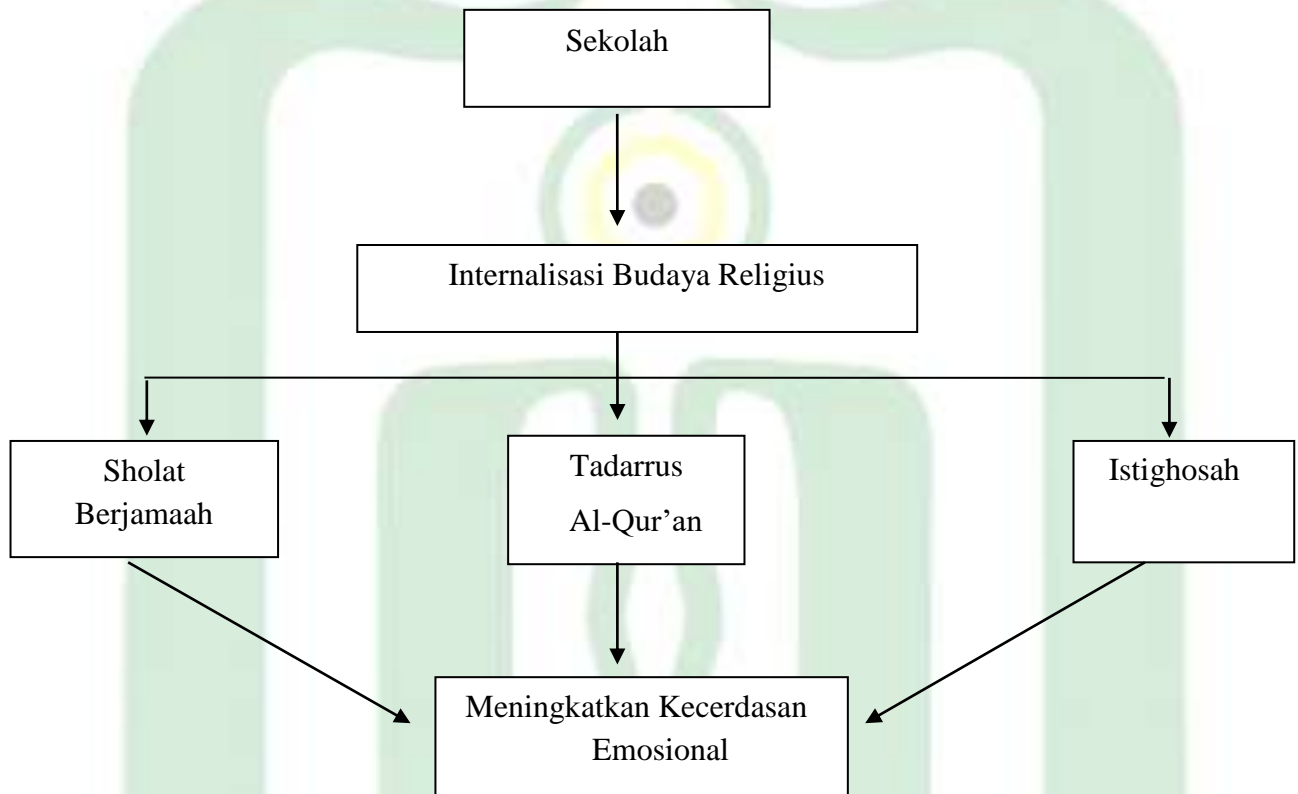 Sekolah
Internalisasi Budaya Religius
Sholat
Berjamaah
Tadarrus
Al-Qur’an
Istighosah
Meningkatkan Kecerdasan
Emosional